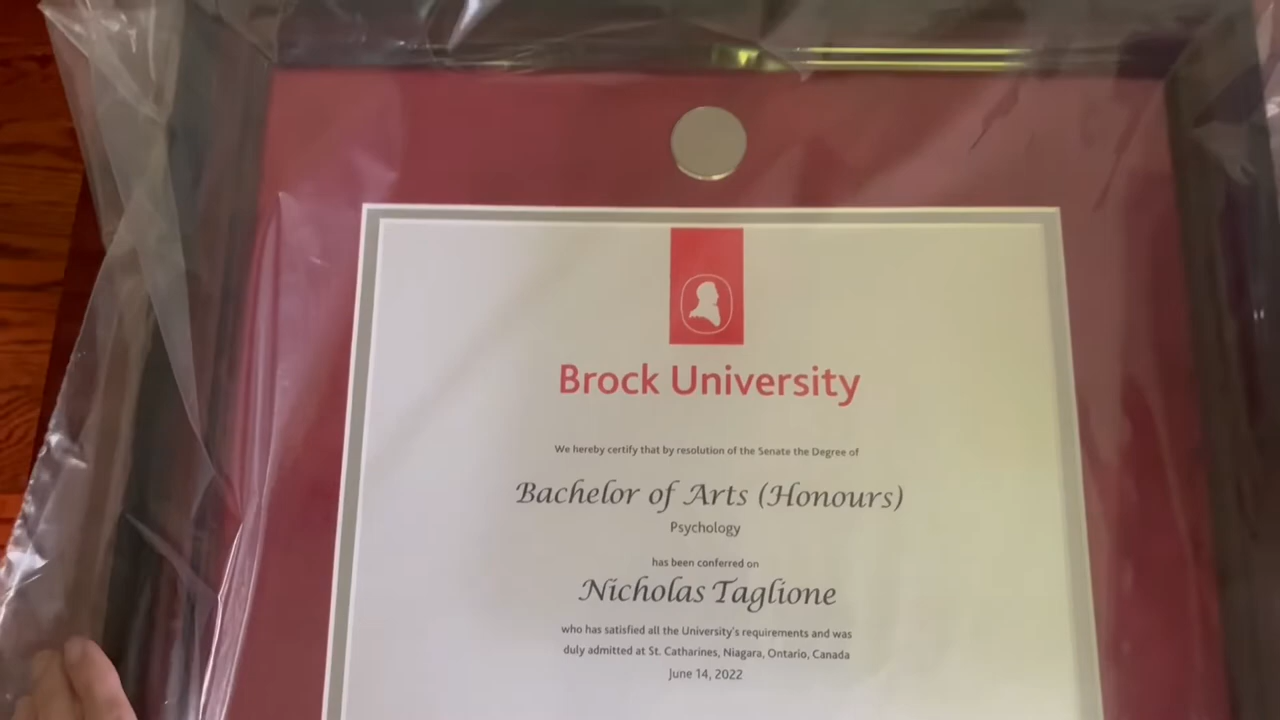 Brock University
We hereby certify that by resolution of the Senate the Degree of
Bachelor of Arts (Honours)
Psychology
has been conferred on
Nicholas Taglione
who has satisfied all the University's requirements and was
duly admitted at St. Catharines, Niagara, Ontario, Canada
June 14, 2022